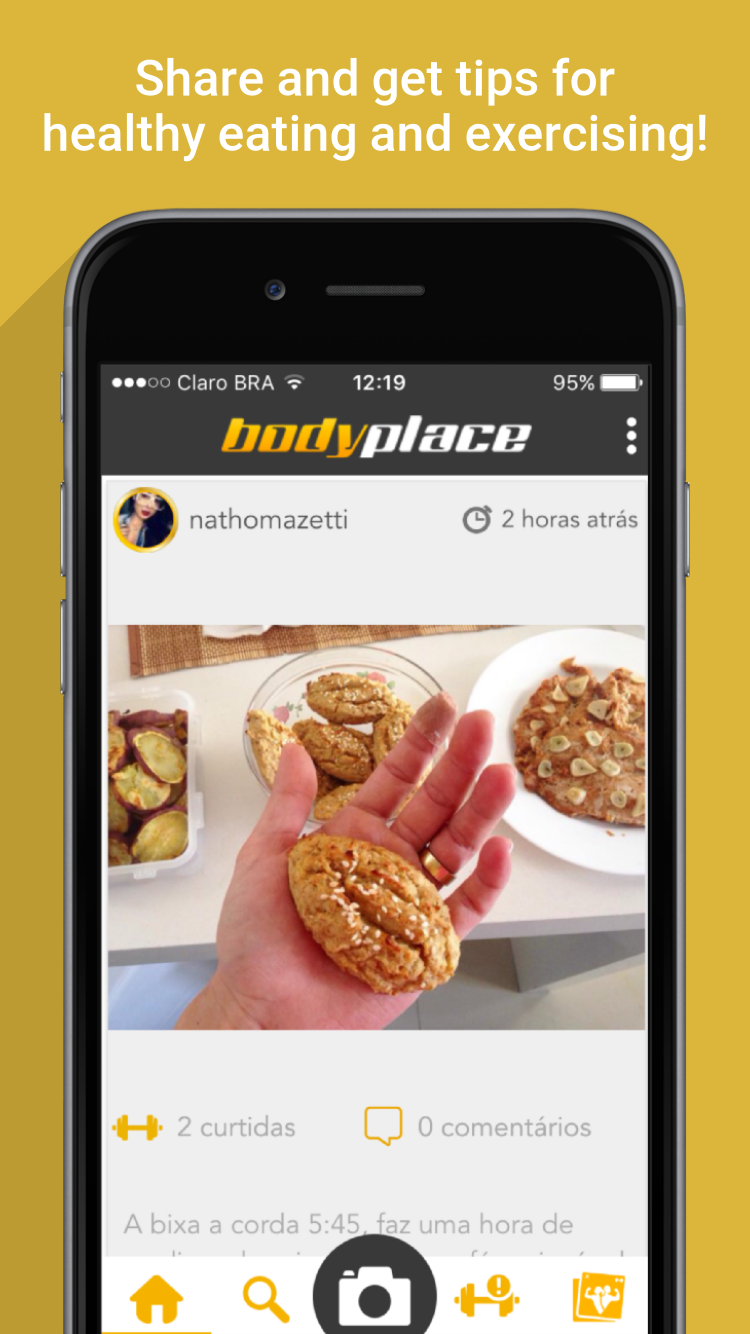 Share and get tips for
healthy eating and exercising!
Claro BRA 12:19 95%
bodyplace
nathomazetti 2 horas atrás
2 curtidas 0 comentários
A bixa a corda 5:45, faz uma hora de